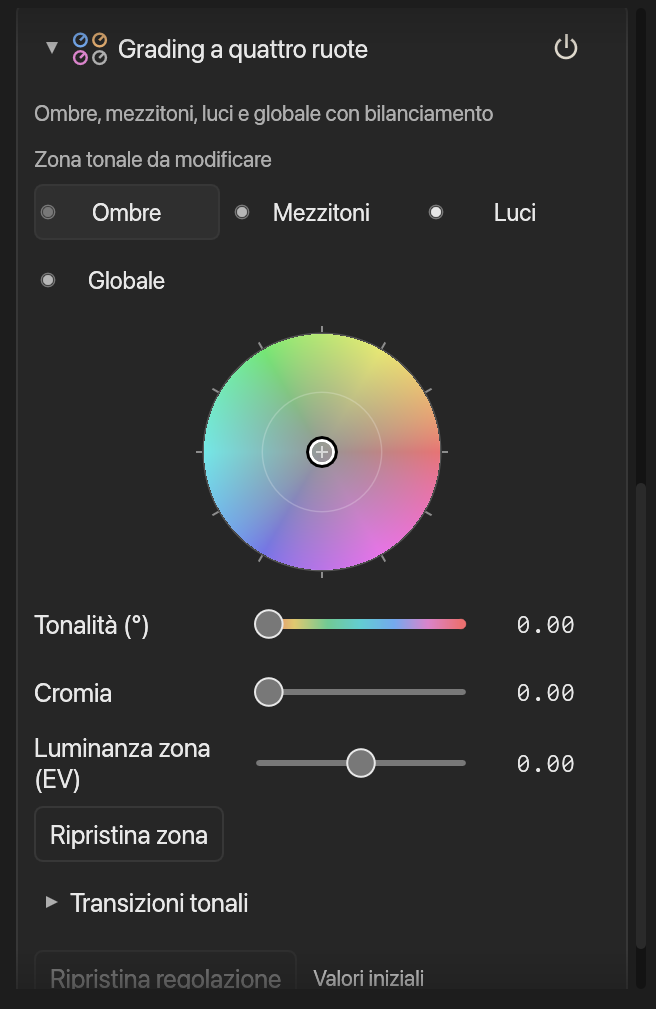 Grading a quattro ruote
Ombre, mezzitoni, luci e globale con bilanciamento
Zona tonale da modificare
Ombre
Mezzitoni
Luci
Globale
Tonalità (°)
0.00
Cromia
0.00
Luminanza zona
(EV)
0.00
Ripristina zona
Transizioni tonali
Ripristina regolazione
Valori iniziali